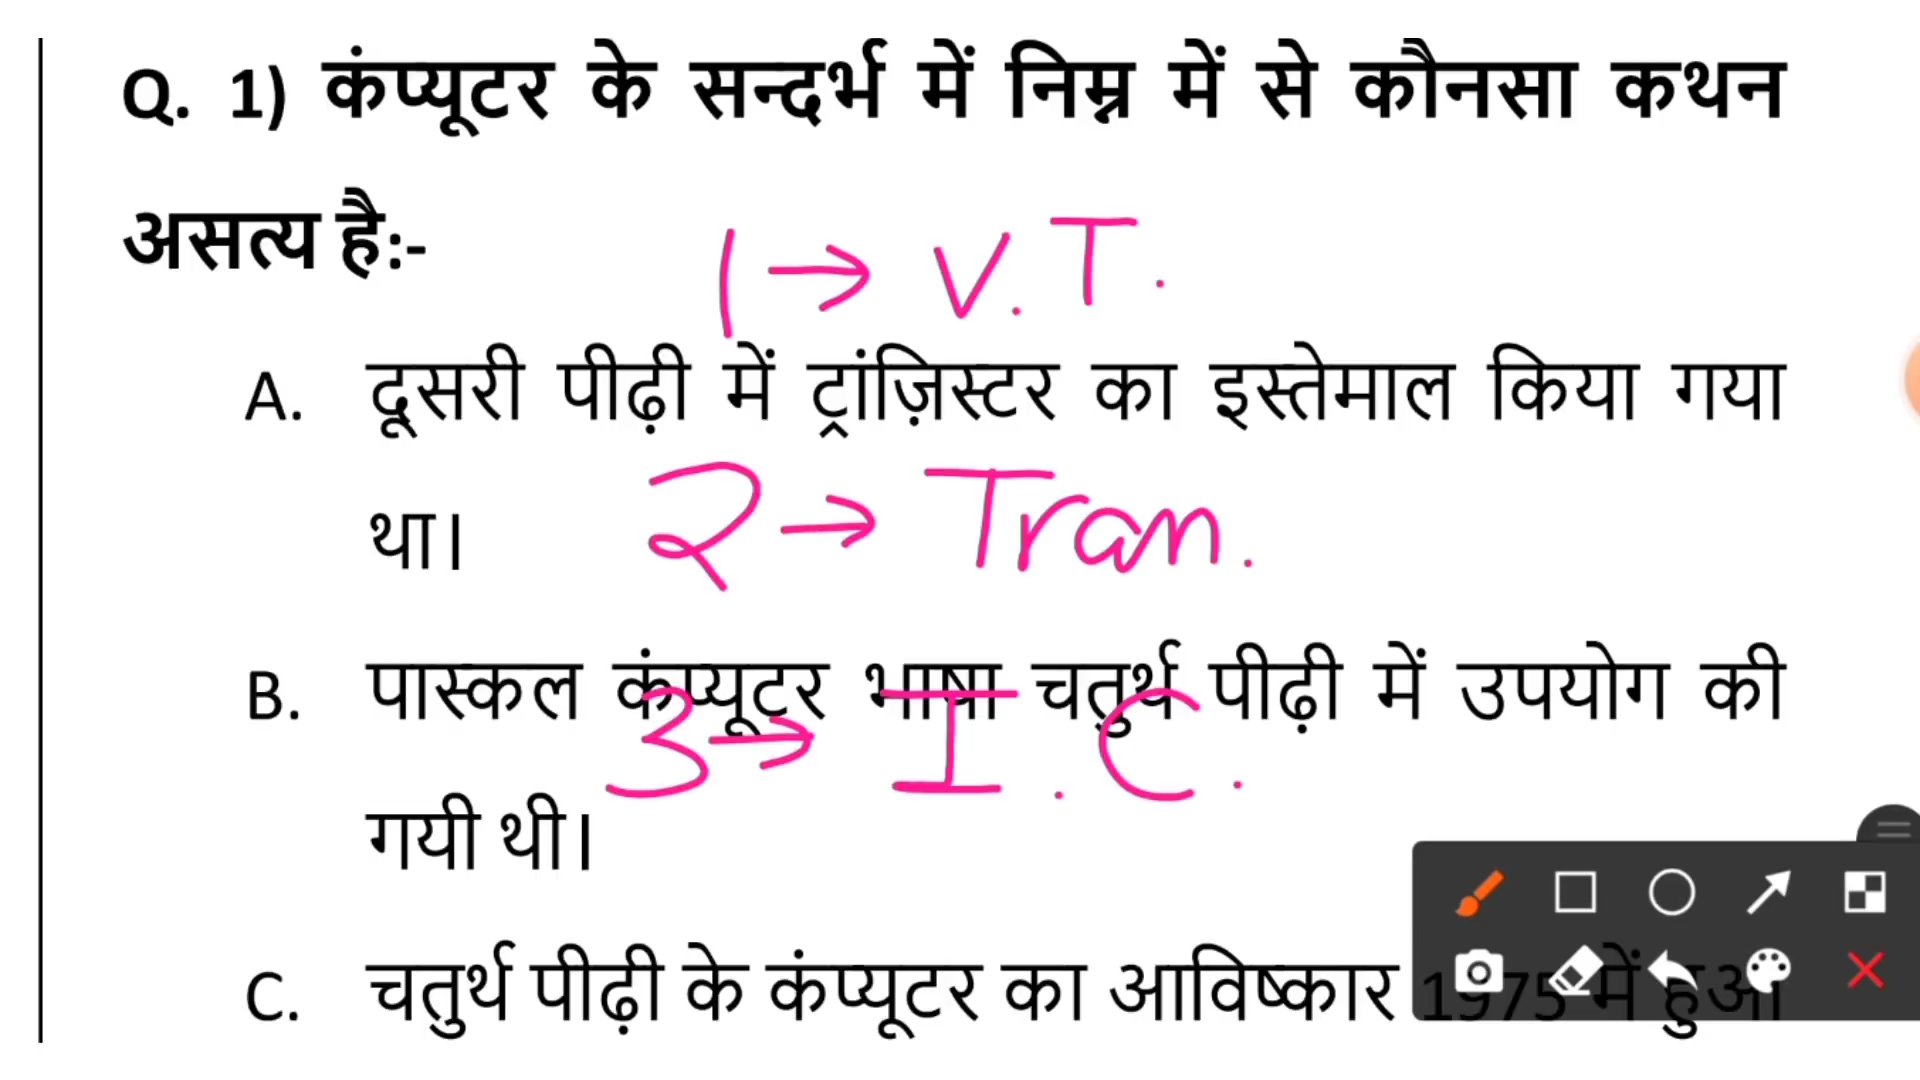 Q. 1) कंप्यूटर के सन्दर्भ में निम्न में से कौनसा कथन
असत्य है:-
1 → V.T.
A. दूसरी पीढ़ी में ट्रांज़िस्टर का इस्तेमाल किया गया
था।
2 → Tran.
B. पास्कल कंप्यूटर भाषा चतुर्थ पीढ़ी में उपयोग की
3 → I.C.
गयी थी।
C. चतुर्थ पीढ़ी के कंप्यूटर का आविष्कार 1975 में हुआ